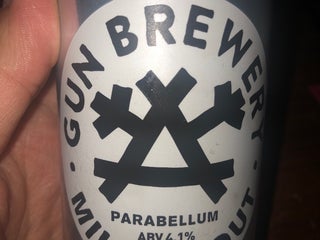 GUN BREWERY
PARABELLUM
ABV 4.1%